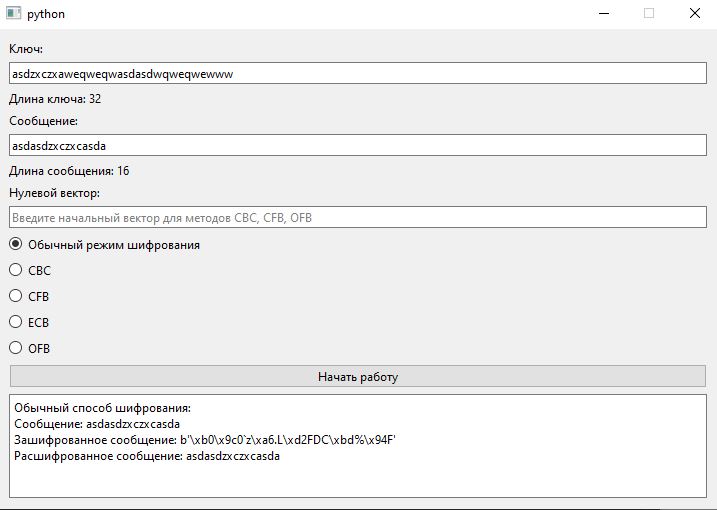 python
Ключ:
asdzxczxaweqweqwasdasdwqweqwewww
Длина ключа: 32
Сообщение:
asdasdzxczxcasda
Длина сообщения: 16
Нулевой вектор:
Введите начальный вектор для методов CBC, CFB, OFB
Обычный режим шифрования
CBC
CFB
ECB
OFB
Начать работу
Обычный способ шифрования:
Сообщение: asdasdzxczxcasda
Зашифрованное сообщение: b'\xb0\x9c0`z\xa6.L\xd2FDC\xbd%\x94F'
Расшифрованное сообщение: asdasdzxczxcasda